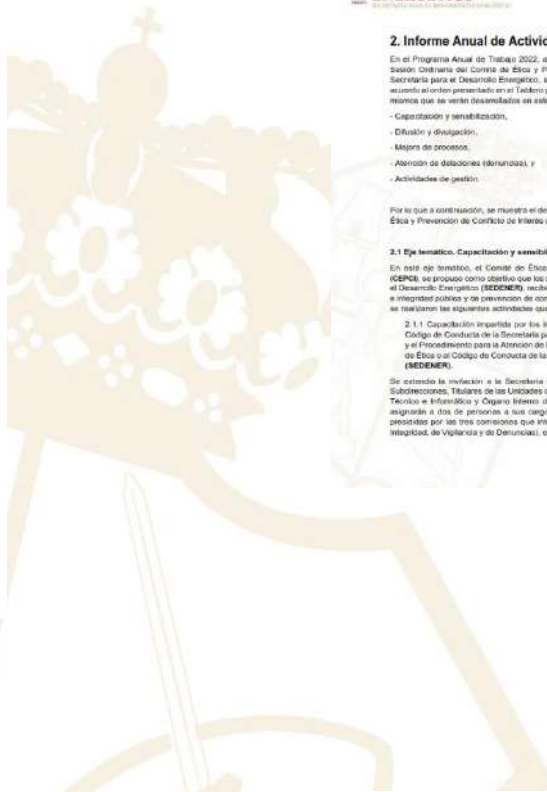 2. Informe Anual de Activid
En el Programa Anual de Trabajo 2022, a
Sesión Ordinaria del Comité de Ética y P
Secretaría para el Desarrollo Energético, s
acuerdo al orden presentado en el Tablero
mismos que se verán desarrollados en est
- Capacitación y sensibilización,
- Difusión y divulgación,
- Mejora de procesos,
- Atención de delaciones (denuncias), y
- Actividades de gestión.
Por lo que a continuación, se muestra el de
Ética y Prevención de Conflicto de Interés
2.1 Eje temático. Capacitación y sensibil
En este eje temático, el Comité de Ética
(CEPCI), se propuso como objetivo que los
el Desarrollo Energético (SEDENER), recib
e integridad pública y de prevención de con
se realizaron las siguientes actividades que
2.1.1 Capacitación impartida por los in
Código de Conducta de la Secretaría pa
y el Procedimiento para la Atención de
de Ética o al Código de Conducta de la
(SEDENER).
Se extendió la invitación a la Secretaría
Subdirecciones, Titulares de las Unidades
Técnico e Informático y Órgano Interno d
asignarán a dos de personas a sus cargo
presididas por las tres comisiones que int
Integridad, de Vigilancia y de Denuncias), e